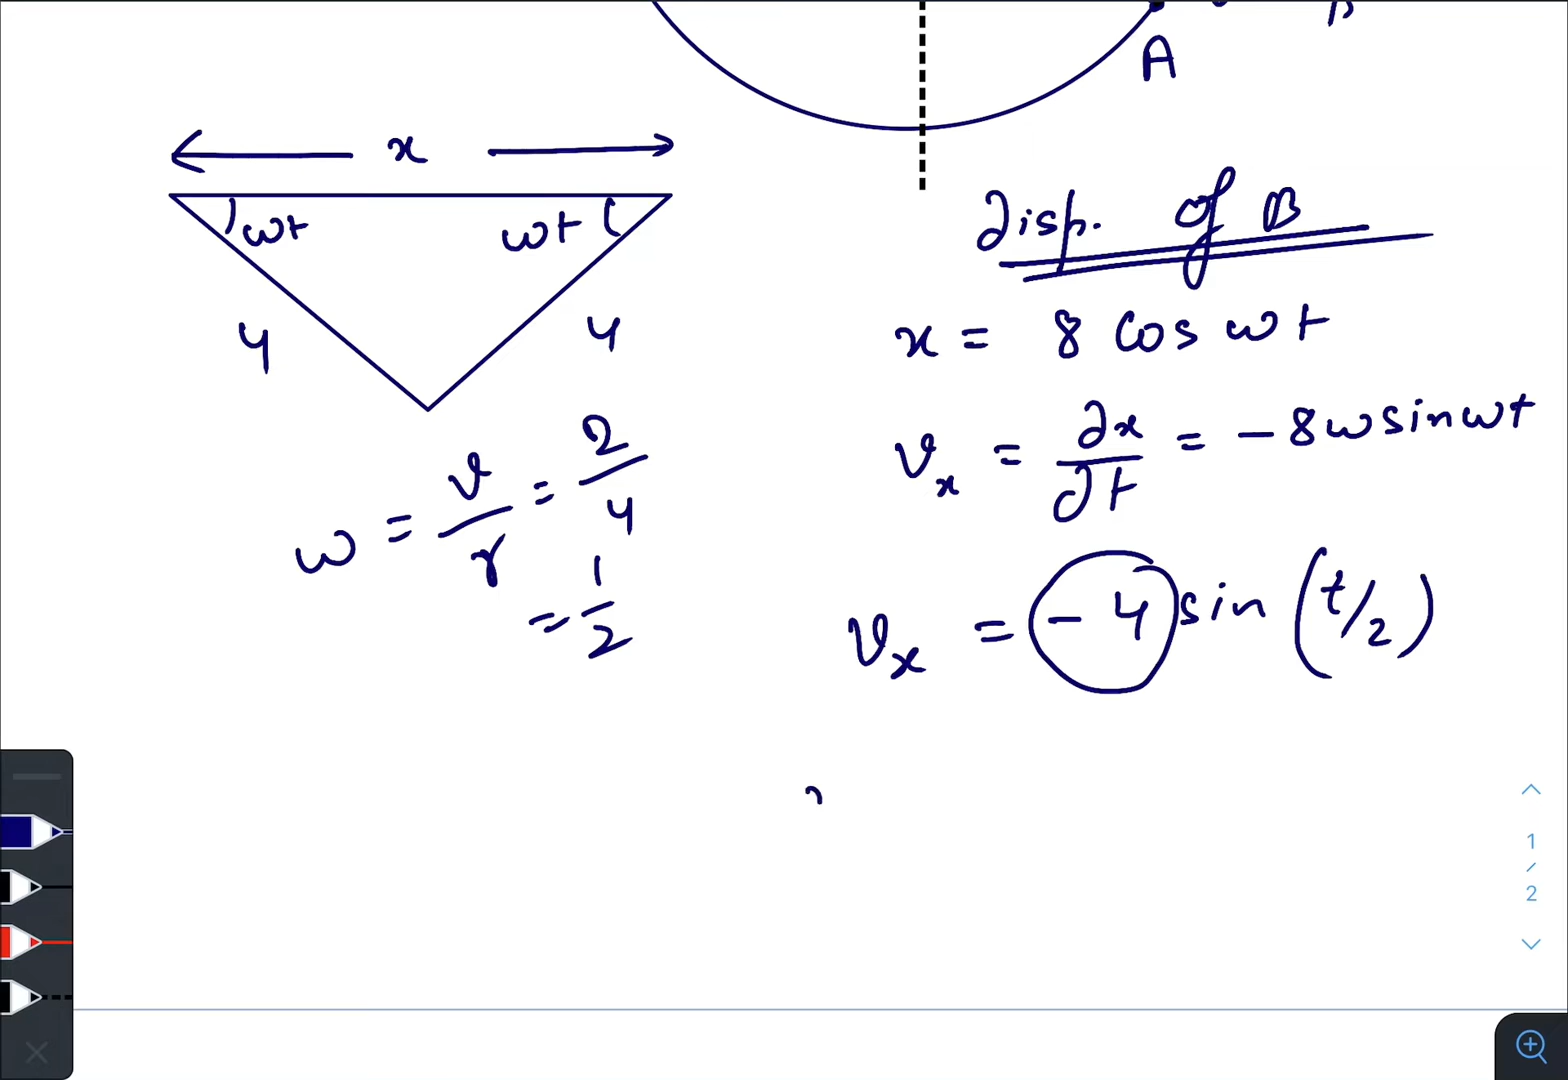 A
x
ωt ωt
4 4
ω = v/r = 2/4
= 1/2
Disp. of B
x = 8 cos ωt
vₓ = ∂x/∂t = -8ω sin ωt
vₓ = -4 sin (t/2)
1
/
2